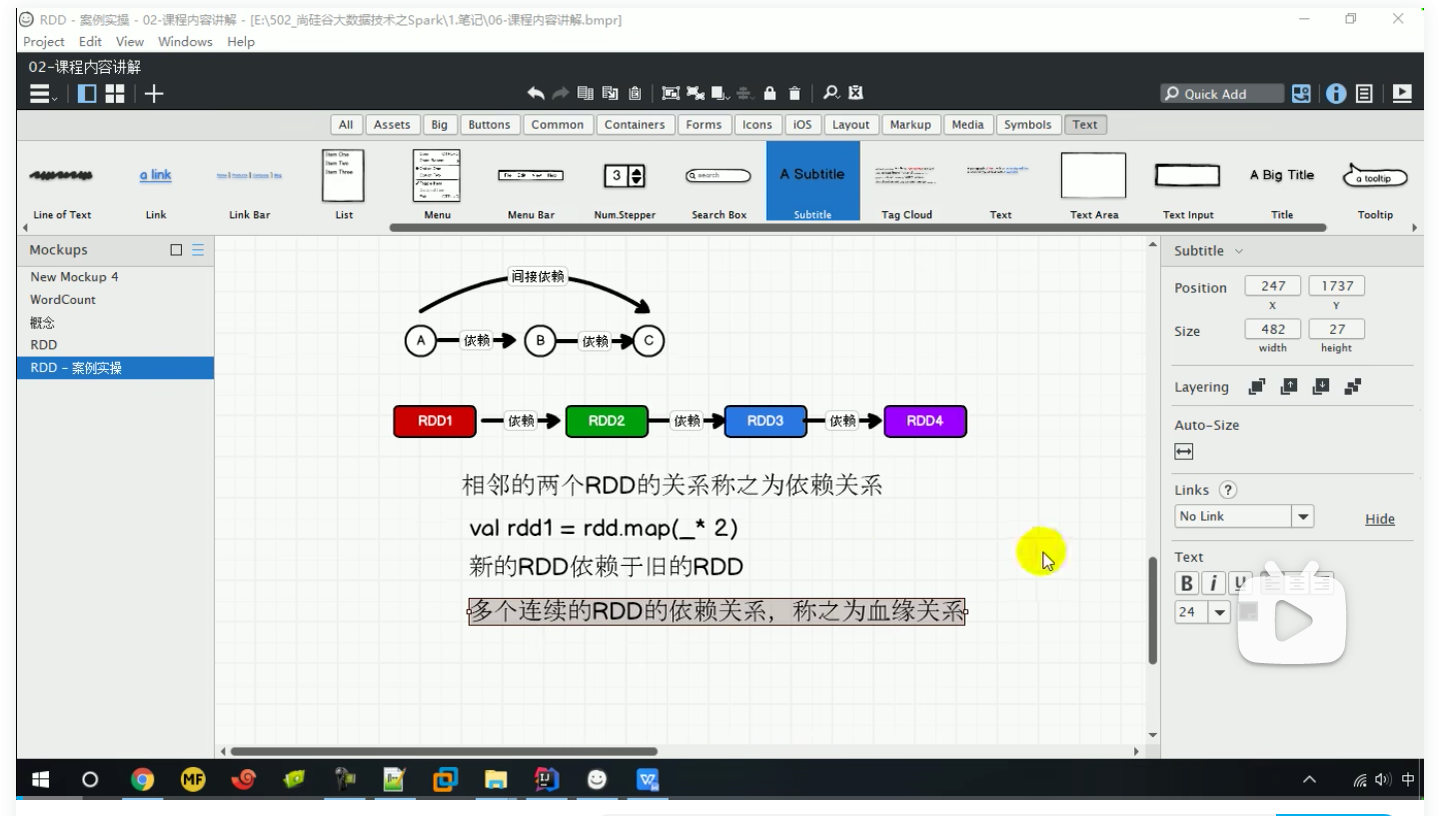 RDD - 案例实操 - 02-课程内容讲解 - [E:\502_尚硅谷大数据技术之Spark\1.笔记\06-课程内容讲解.bmpr]
Project Edit View Windows Help
02-课程内容讲解
Quick Add
All Assets Big Buttons Common Containers Forms Icons iOS Layout Markup Media Symbols Text
Item One
Item Two
Item Three
a link
3
search
A Subtitle
A Big Title
a tooltip
Line of Text Link Link Bar List Menu Menu Bar Num.Stepper Search Box Subtitle Tag Cloud Text Text Area Text Input Title Tooltip
Mockups
New Mockup 4
WordCount
概念
RDD
RDD - 案例实操
间接依赖
A 依赖 B 依赖 C
RDD1 依赖 RDD2 依赖 RDD3 依赖 RDD4
相邻的两个RDD的关系称之为依赖关系
val rdd1 = rdd.map(_* 2)
新的RDD依赖于旧的RDD
多个连续的RDD的依赖关系，称之为血缘关系
Subtitle
Position 247 1737
X Y
Size 482 27
width height
Layering
Auto-Size
Links ?
No Link Hide
Text
B i U
24
MF
中